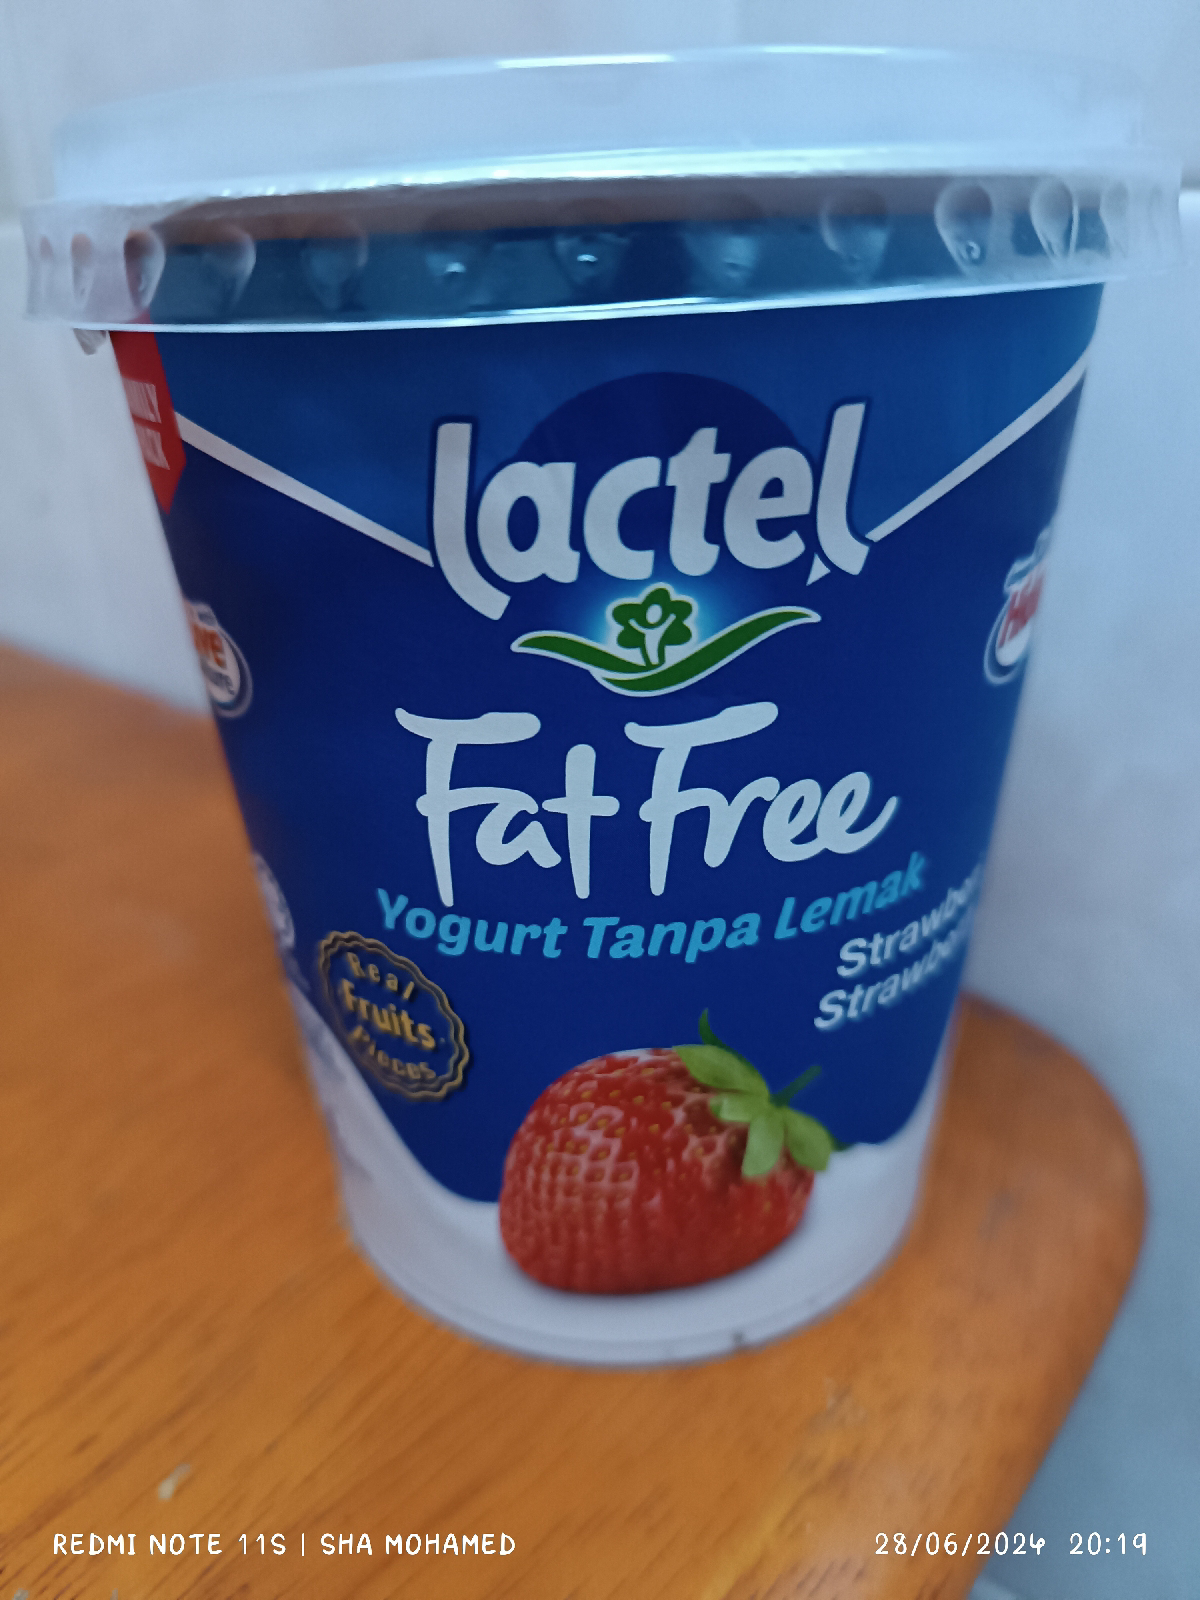 lactel
Fat Free
Yogurt Tanpa Lemak
Real
Fruits
Pieces
REDMI NOTE 11S | SHA MOHAMED
28/06/2024 20:19